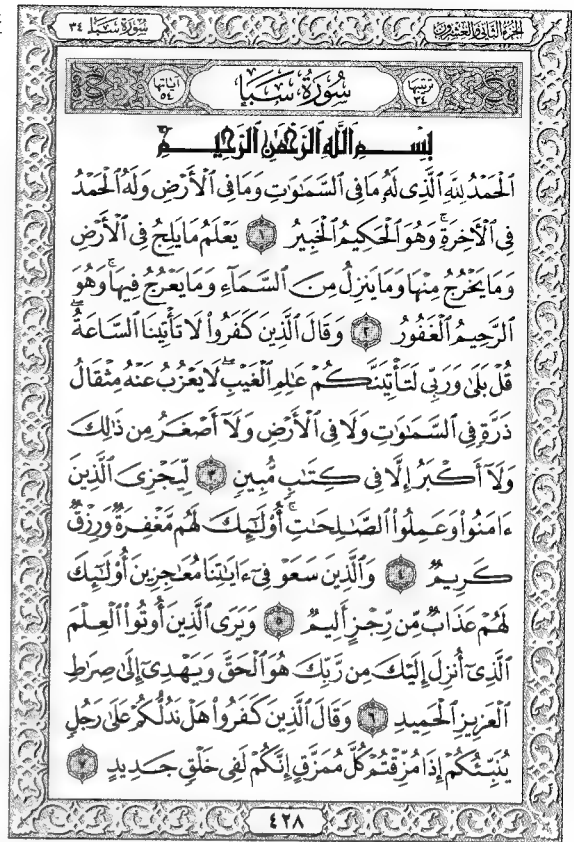 الجزء الثاني والعشرون
سورة سبإ ٣٤
ترتيبها ٣٤
سُورَةُ سَبَإٍ
آياتها ٥٤
بِسْمِ ٱللَّهِ ٱلرَّحْمَٰنِ ٱلرَّحِيمِ
ٱلْحَمْدُ لِلَّهِ ٱلَّذِى لَهُۥ مَا فِى ٱلسَّمَٰوَٰتِ وَمَا فِى ٱلْأَرْضِ وَلَهُ ٱلْحَمْدُ
فِى ٱلْءَاخِرَةِ ۚ وَهُوَ ٱلْحَكِيمُ ٱلْخَبِيرُ ١ يَعْلَمُ مَا يَلِجُ فِى ٱلْأَرْضِ
وَمَا يَخْرُجُ مِنْهَا وَمَا يَنزِلُ مِنَ ٱلسَّمَآءِ وَمَا يَعْرُجُ فِيهَا ۚ وَهُوَ
ٱلرَّحِيمُ ٱلْغَفُورُ ٢ وَقَالَ ٱلَّذِينَ كَفَرُوا۟ لَا تَأْتِينَا ٱلسَّاعَةُ ۖ
قُلْ بَلَىٰ وَرَبِّى لَتَأْتِيَنَّكُمْ عَٰلِمِ ٱلْغَيْبِ ۖ لَا يَعْزُبُ عَنْهُ مِثْقَالُ
ذَرَّةٍ فِى ٱلسَّمَٰوَٰتِ وَلَا فِى ٱلْأَرْضِ وَلَآ أَصْغَرُ مِن ذَٰلِكَ
وَلَآ أَكْبَرُ إِلَّا فِى كِتَٰبٍ مُّبِينٍ ٣ لِّيَجْزِىَ ٱلَّذِينَ
ءَامَنُوا۟ وَعَمِلُوا۟ ٱلصَّٰلِحَٰتِ ۚ أُو۟لَٰٓئِكَ لَهُم مَّغْفِرَةٌ وَرِزْقٌ
كَرِيمٌ ٤ وَٱلَّذِينَ سَعَوْ فِىٓ ءَايَٰتِنَا مُعَٰجِزِينَ أُو۟لَٰٓئِكَ
لَهُمْ عَذَابٌ مِّن رِّجْزٍ أَلِيمٌ ٥ وَيَرَى ٱلَّذِينَ أُوتُوا۟ ٱلْعِلْمَ
ٱلَّذِىٓ أُنزِلَ إِلَيْكَ مِن رَّبِّكَ هُوَ ٱلْحَقَّ وَيَهْدِىٓ إِلَىٰ صِرَٰطِ
ٱلْعَزِيزِ ٱلْحَمِيدِ ٦ وَقَالَ ٱلَّذِينَ كَفَرُوا۟ هَلْ نَدُلُّكُمْ عَلَىٰ رَجُلٍ
يُنَبِّئُكُمْ إِذَا مُزِّقْتُمْ كُلَّ مُمَزَّقٍ إِنَّكُمْ لَفِى خَلْقٍ جَدِيدٍ ٧
٤٢٨